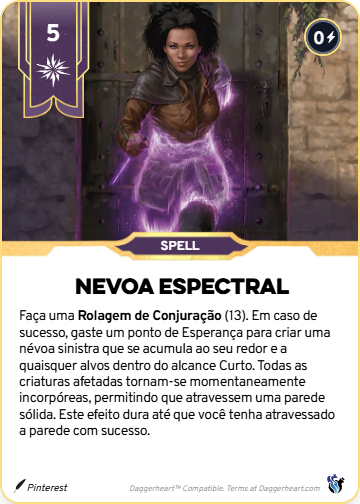 5
0
SPELL
NEVOA ESPECTRAL
Faça uma Rolagem de Conjuração (13). Em caso de
sucesso, gaste um ponto de Esperança para criar uma
névoa sinistra que se acumula ao seu redor e a
quaisquer alvos dentro do alcance Curto. Todas as
criaturas afetadas tornam-se momentaneamente
incorpóreas, permitindo que atravessem uma parede
sólida. Este efeito dura até que você tenha atravessado
a parede com sucesso.
Pinterest
Daggerheart™ Compatible. Terms at Daggerheart.com